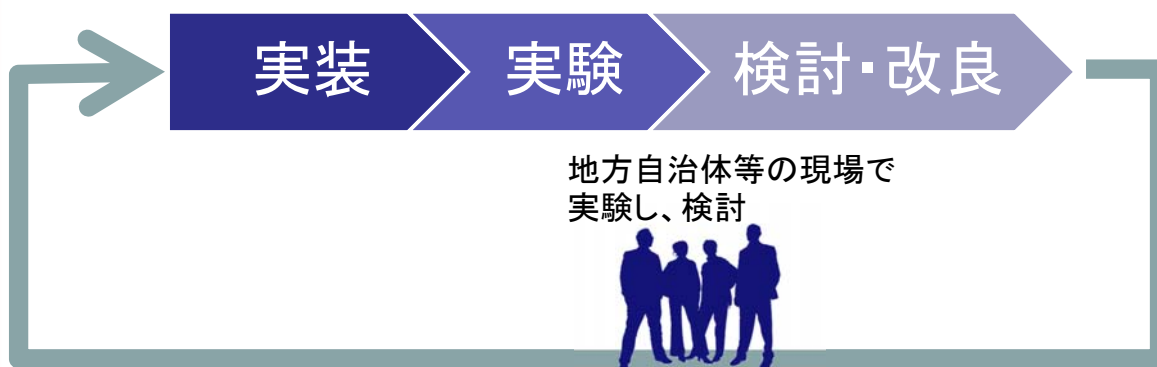 実装
実験
検討・改良
地方自治体等の現場で
実験し、検討